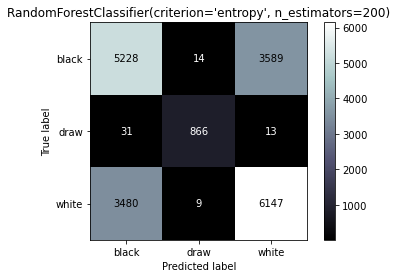 RandomForestClassifier(criterion='entropy', n_estimators=200)
black 5228 14 3589
draw 31 866 13
white 3480 9 6147
black draw white
Predicted label
True label
6000
5000
4000
3000
2000
1000